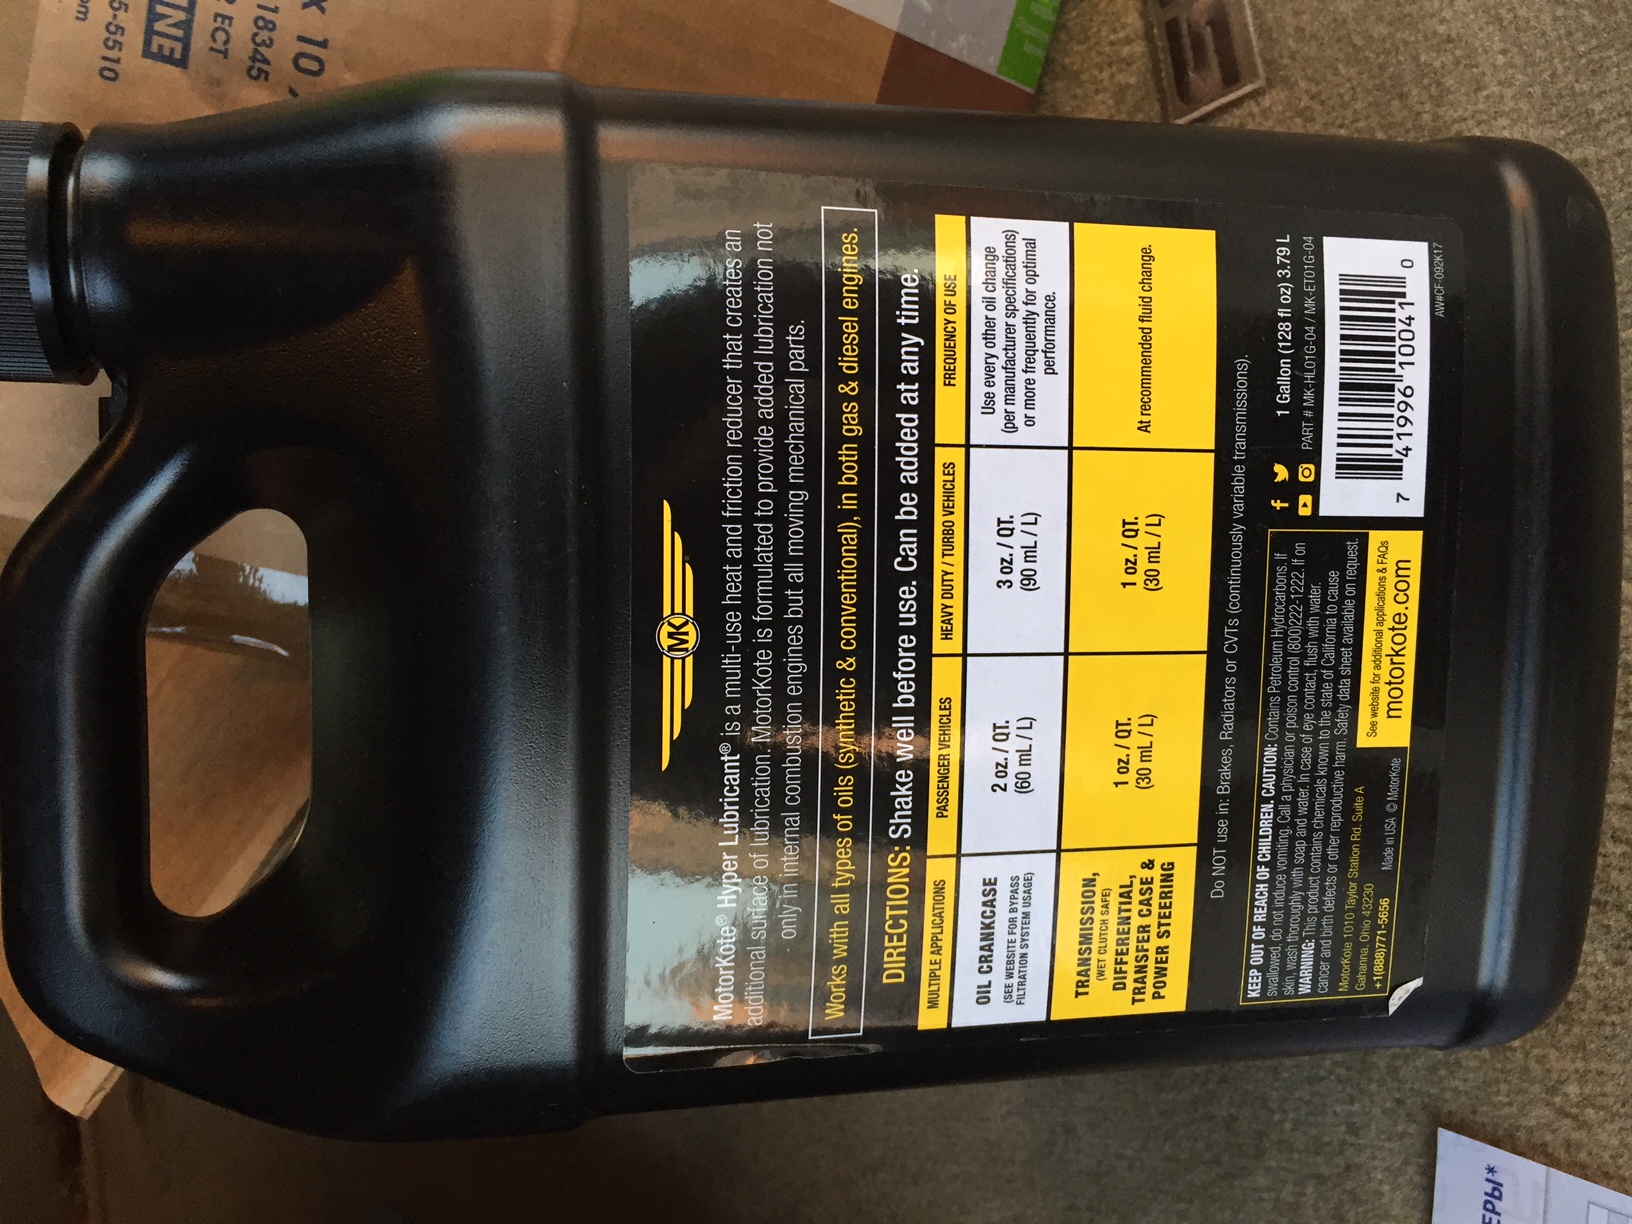 X 10
18345
R ECT
INE
5-5510
om
MK
MotorKote® Hyper Lubricant® is a multi-use heat and friction reducer that creates an
additional surface of lubrication. MotorKote is formulated to provide added lubrication not
only in internal combustion engines but all moving mechanical parts.
Works with all types of oils (synthetic & conventional), in both gas & diesel engines.
DIRECTIONS: Shake well before use. Can be added at any time.
MULTIPLE APPLICATIONS PASSENGER VEHICLES HEAVY DUTY / TURBO VEHICLES FREQUENCY OF USE
OIL CRANKCASE
(SEE WEBSITE FOR BYPASS
FILTRATION SYSTEM USAGE)
2 oz. / QT.
(60 mL / L)
3 oz. / QT.
(90 mL / L)
Use every other oil change
(per manufacturer specifications)
or more frequently for optimal
performance.
TRANSMISSION,
(WET CLUTCH SAFE)
DIFFERENTIAL,
TRANSFER CASE &
POWER STEERING
1 oz. / QT.
(30 mL / L)
1 oz. / QT.
(30 mL / L)
At recommended fluid change.
Do NOT use in: Brakes, Radiators or CVTs (continuously variable transmissions).
KEEP OUT OF REACH OF CHILDREN. CAUTION: Contains Petroleum Hydrocarbons. If
swallowed, do not induce vomiting. Call a physician or poison control (800)222-1222. If on
skin, wash thoroughly with soap and water. In case of eye contact, flush with water.
WARNING: This product contains chemicals known to the state of California to cause
cancer and birth defects or other reproductive harm. Safety data sheet available on request.
MotorKote 1010 Taylor Station Rd. Suite A
Gahanna, Ohio 43230
+1(888)771-5656
Made in USA © MotorKote
See website for additional applications & FAQs
motorkote.com
1 Gallon (128 fl oz) 3.79 L
PART # MK-HL01G-04 / MK-ET01G-04
7 41996 10041 0
AW#CF-092K17
ЕРЫ*